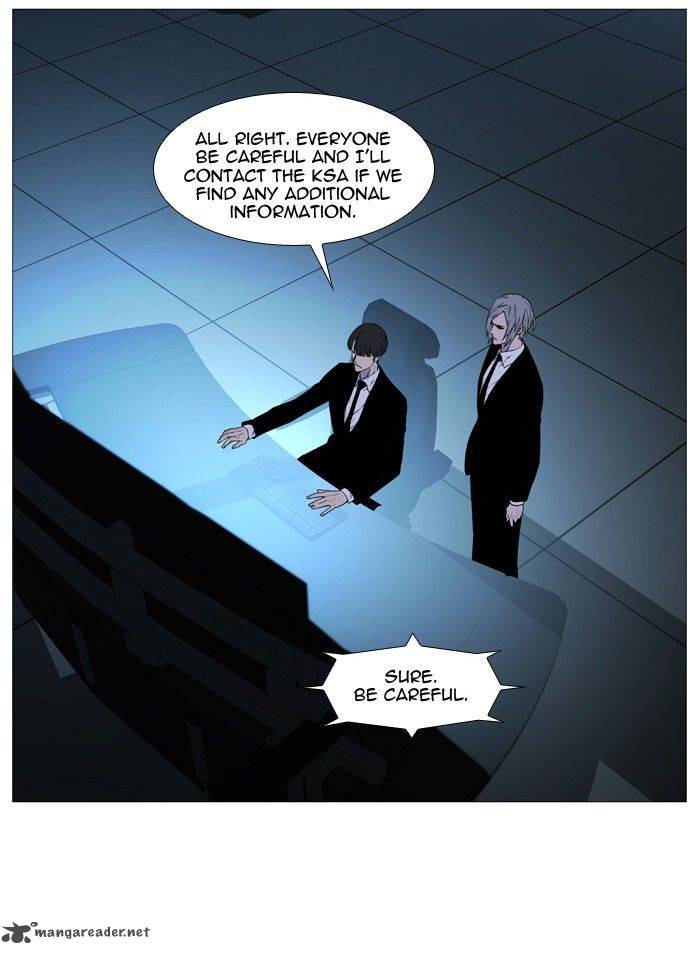 ALL RIGHT. EVERYONE
BE CAREFUL AND I'LL
CONTACT THE KSA IF WE
FIND ANY ADDITIONAL
INFORMATION.
SURE.
BE CAREFUL.
mangareader.net